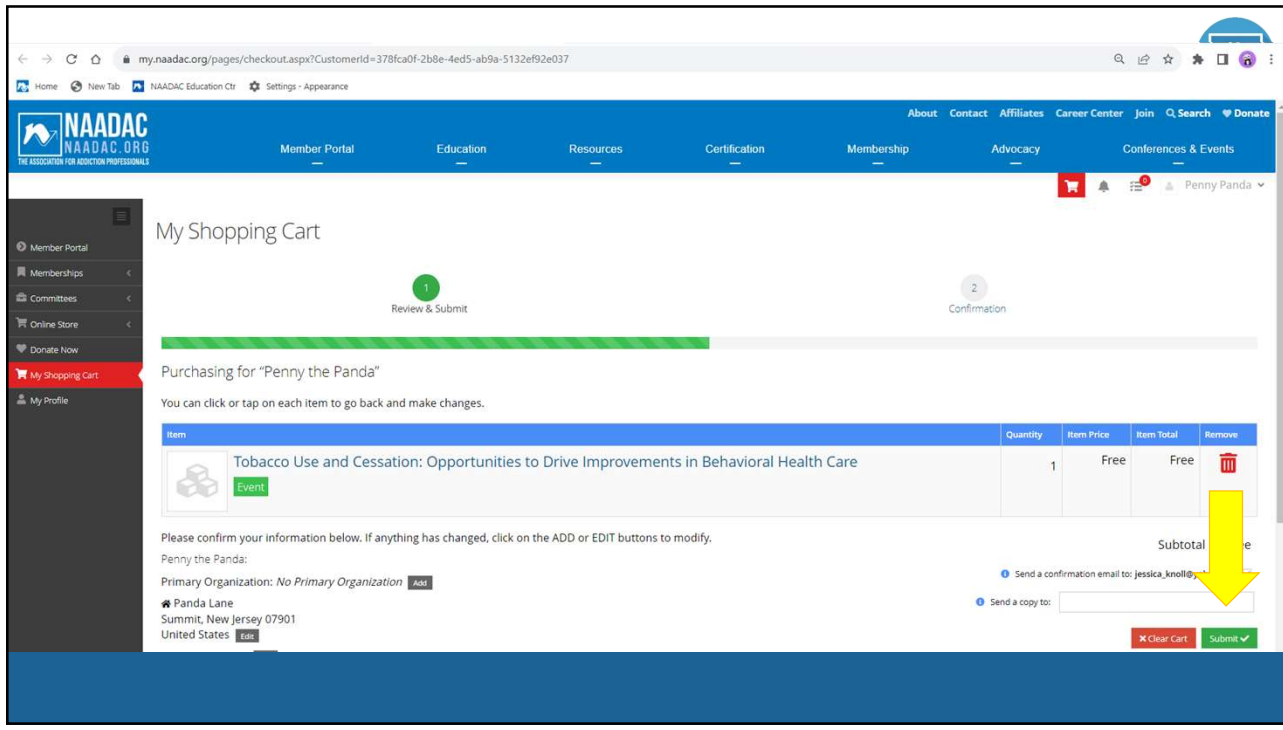 my.naadac.org/pages/checkout.aspx?CustomerId=378fca0f-2b8e-4ed5-ab9a-5132ef92e037
Home New Tab NAADAC Education Ctr Settings - Appearance
About Contact Affiliates Career Center Join Search Donate
NAADAC
NAADAC.ORG
THE ASSOCIATION FOR ADDICTION PROFESSIONALS
Member Portal Education Resources Certification Membership Advocacy Conferences & Events
0 Penny Panda
Member Portal
Memberships
Committees
Online Store
Donate Now
My Shopping Cart
My Profile
My Shopping Cart
1 2
Review & Submit Confirmation
Purchasing for "Penny the Panda"
You can click or tap on each item to go back and make changes.
Item Quantity Item Price Item Total Remove
Tobacco Use and Cessation: Opportunities to Drive Improvements in Behavioral Health Care 1 Free Free
Event
Please confirm your information below. If anything has changed, click on the ADD or EDIT buttons to modify.
Penny the Panda:
Primary Organization: No Primary Organization Add
Panda Lane
Summit, New Jersey 07901
United States Edit
Subtotal
Send a confirmation email to: jessica_knoll@
Send a copy to:
Clear Cart Submit